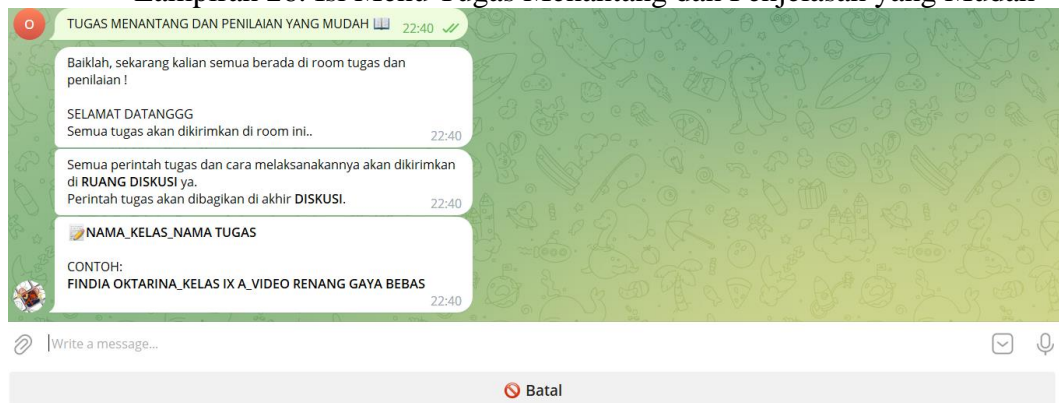 Lampiran 28. Isi Menu Tugas Menantang dan Penjelasan yang Mudah
O
TUGAS MENANTANG DAN PENILAIAN YANG MUDAH 📖 22:40
Baiklah, sekarang kalian semua berada di room tugas dan
penilaian !
SELAMAT DATANGGG
Semua tugas akan dikirimkan di room ini.. 22:40
Semua perintah tugas dan cara melaksanakannya akan dikirimkan
di RUANG DISKUSI ya.
Perintah tugas akan dibagikan di akhir DISKUSI. 22:40
📝NAMA_KELAS_NAMA TUGAS
CONTOH:
FINDIA OKTARINA_KELAS IX A_VIDEO RENANG GAYA BEBAS
22:40
Write a message...
🚫 Batal